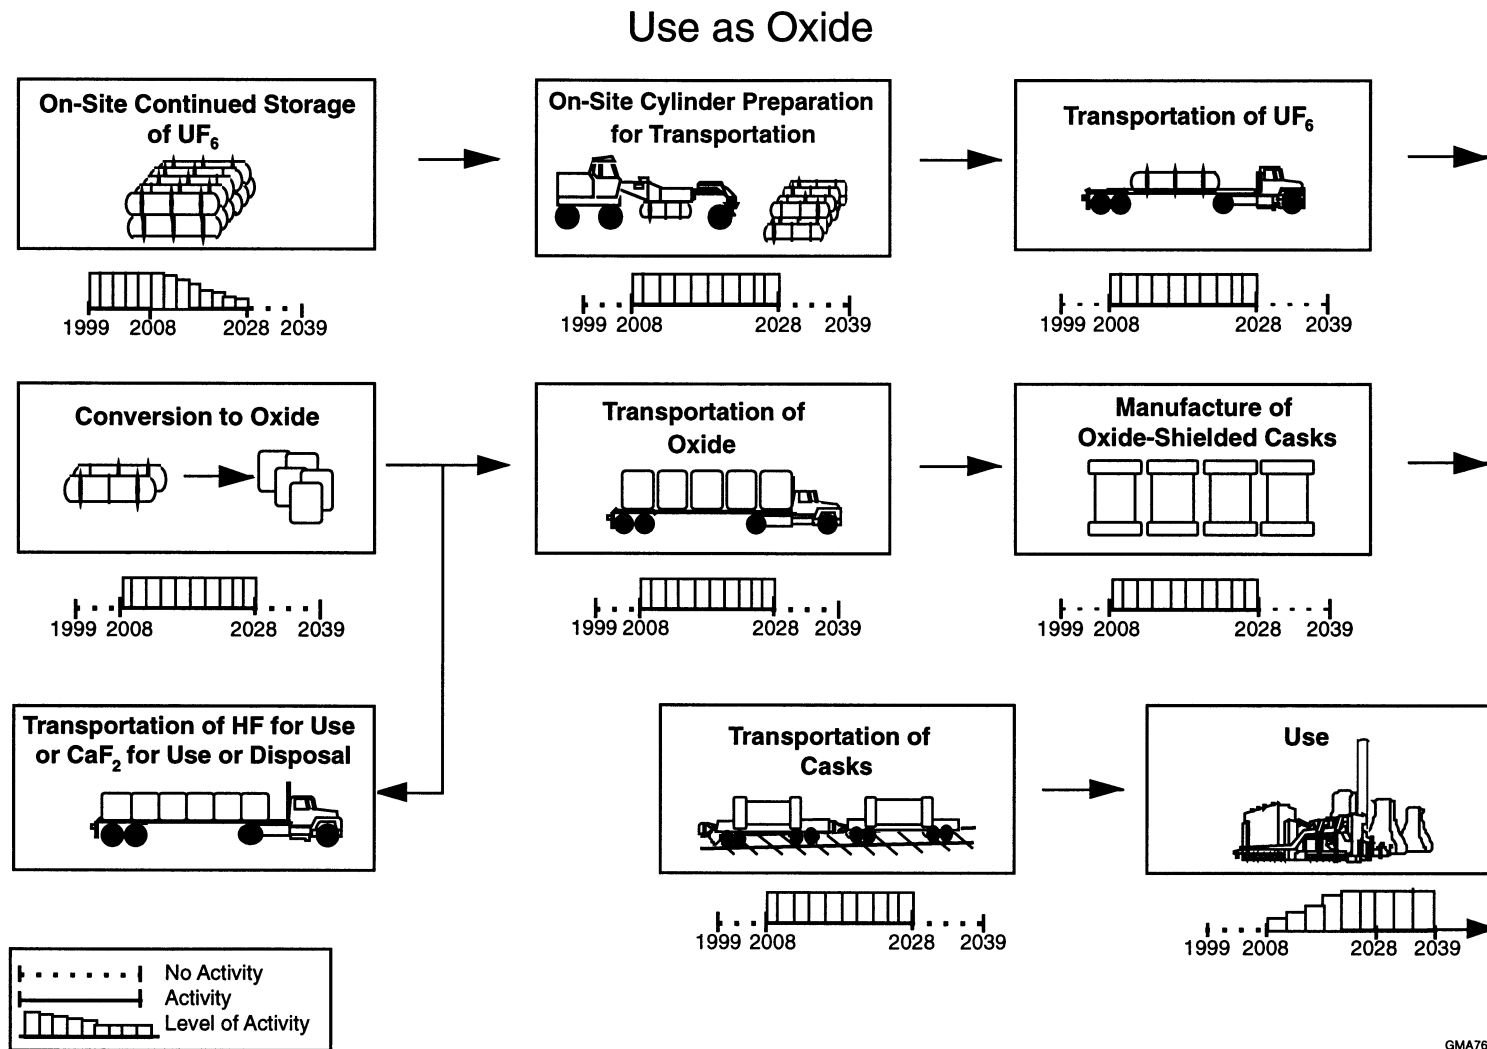 Use as Oxide
On-Site Continued Storage
of UF₆
1999 2008 2028 2039
On-Site Cylinder Preparation
for Transportation
1999 2008 2028 2039
Transportation of UF₆
1999 2008 2028 2039
Conversion to Oxide
1999 2008 2028 2039
Transportation of
Oxide
1999 2008 2028 2039
Manufacture of
Oxide-Shielded Casks
1999 2008 2028 2039
Transportation of HF for Use
or CaF₂ for Use or Disposal
Transportation of
Casks
1999 2008 2028 2039
Use
1999 2008 2028 2039
No Activity
Activity
Level of Activity
GMA76